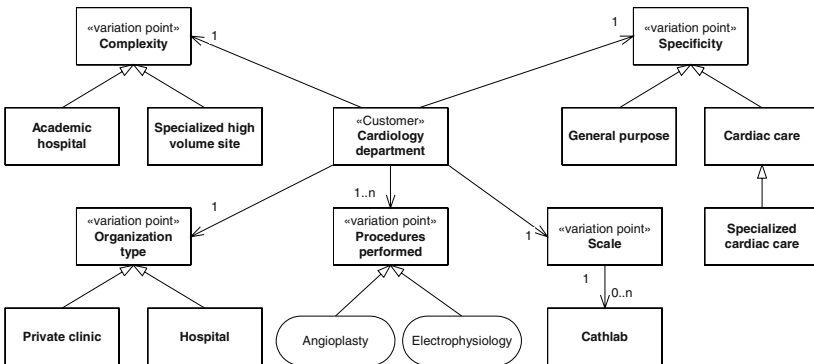 «variation point»
Complexity
1
1
«variation point»
Specificity
Academic
hospital
Specialized high
volume site
«Customer»
Cardiology
department
General purpose
Cardiac care
1
«variation point»
Organization
type
1..n
«variation point»
Procedures
performed
1
«variation point»
Scale
Specialized
cardiac care
1
0..n
Private clinic
Hospital
Angioplasty
Electrophysiology
Cathlab